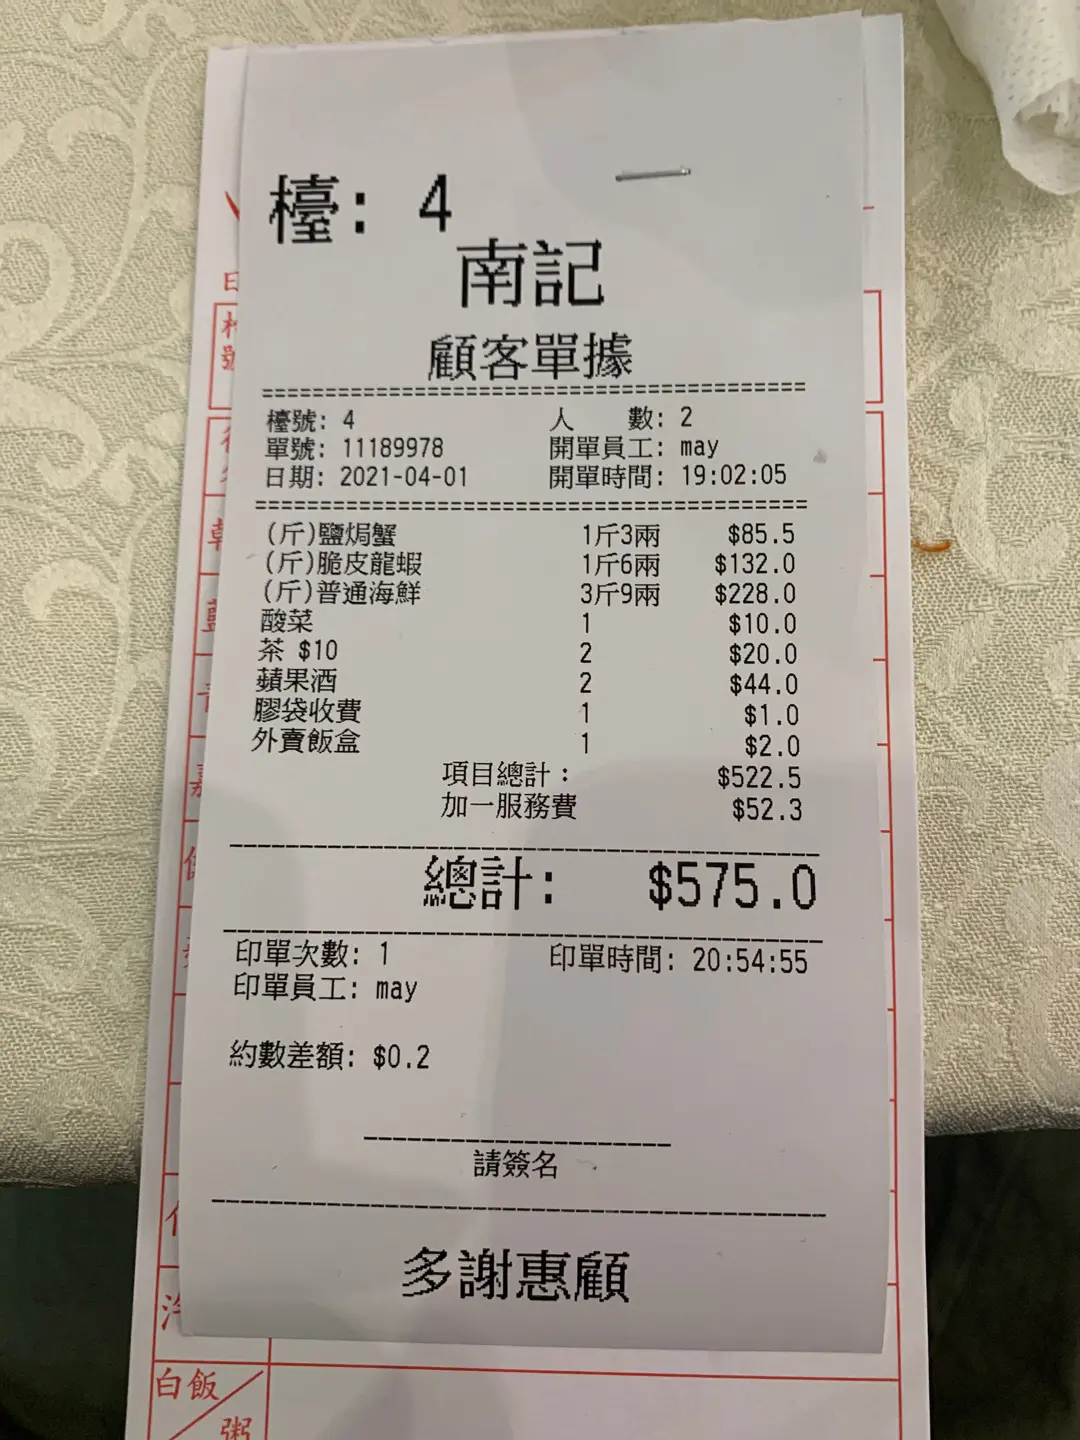 檯: 4
南記
顧客單據
檯號: 4 人 數: 2
單號: 11189978 開單員工: may
日期: 2021-04-01 開單時間: 19:02:05
(斤)鹽焗蟹 1斤3兩 $85.5
(斤)脆皮龍蝦 1斤6兩 $132.0
(斤)普通海鮮 3斤9兩 $228.0
酸菜 1 $10.0
茶 $10 2 $20.0
蘋果酒 2 $44.0
膠袋收費 1 $1.0
外賣飯盒 1 $2.0
項目總計: $522.5
加一服務費 $52.3
總計: $575.0
印單次數: 1 印單時間: 20:54:55
印單員工: may
約數差額: $0.2
請簽名
多謝惠顧
白飯
粥